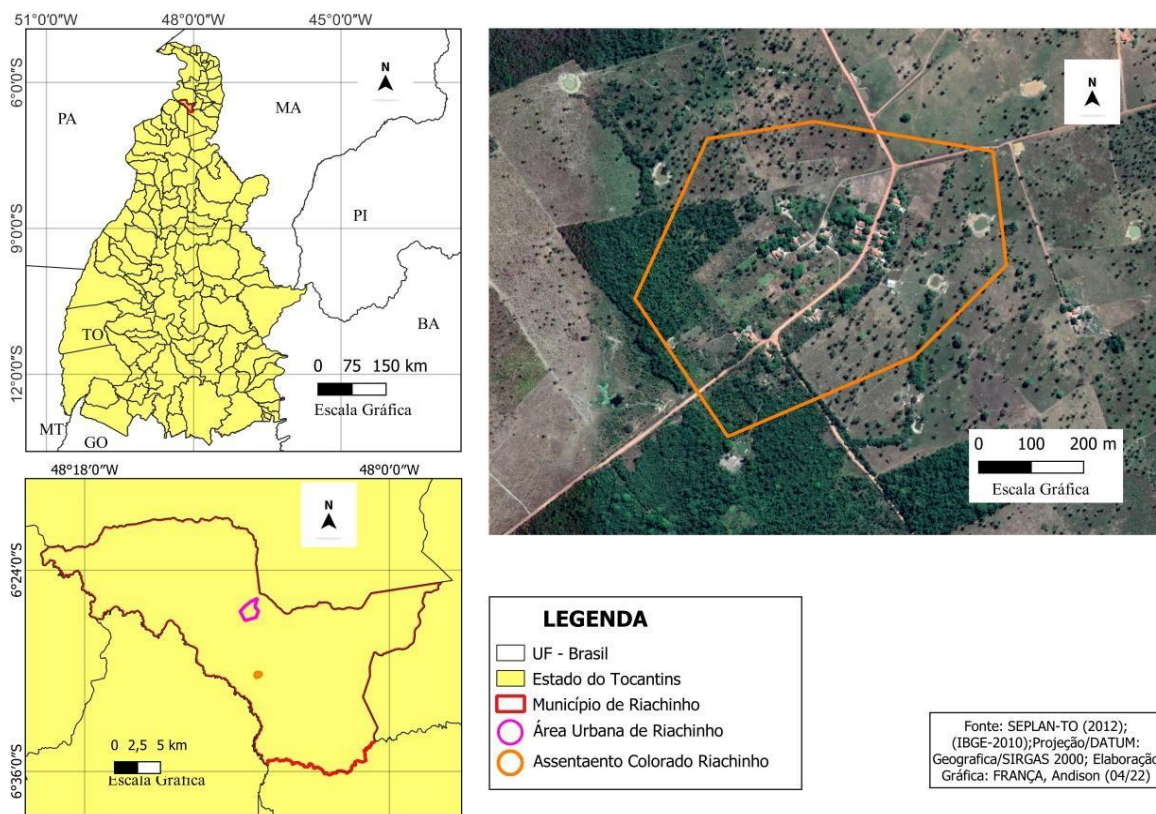 51°0'0"W 48°0'0"W 45°0'0"W
6°0'0"S
9°0'0"S
12°0'0"S
N
PA
MA
PI
TO
BA
MT
GO
0 75 150 km
Escala Gráfica
48°18'0"W 48°0'0"W
6°24'0"S
6°36'0"S
N
0 2,5 5 km
Escala Gráfica
N
0 100 200 m
Escala Gráfica
LEGENDA
UF - Brasil
Estado do Tocantins
Município de Riachinho
Área Urbana de Riachinho
Assentaento Colorado Riachinho
Fonte: SEPLAN-TO (2012);
(IBGE-2010);Projeção/DATUM:
Geografica/SIRGAS 2000; Elaboração
Gráfica: FRANÇA, Andison (04/22)